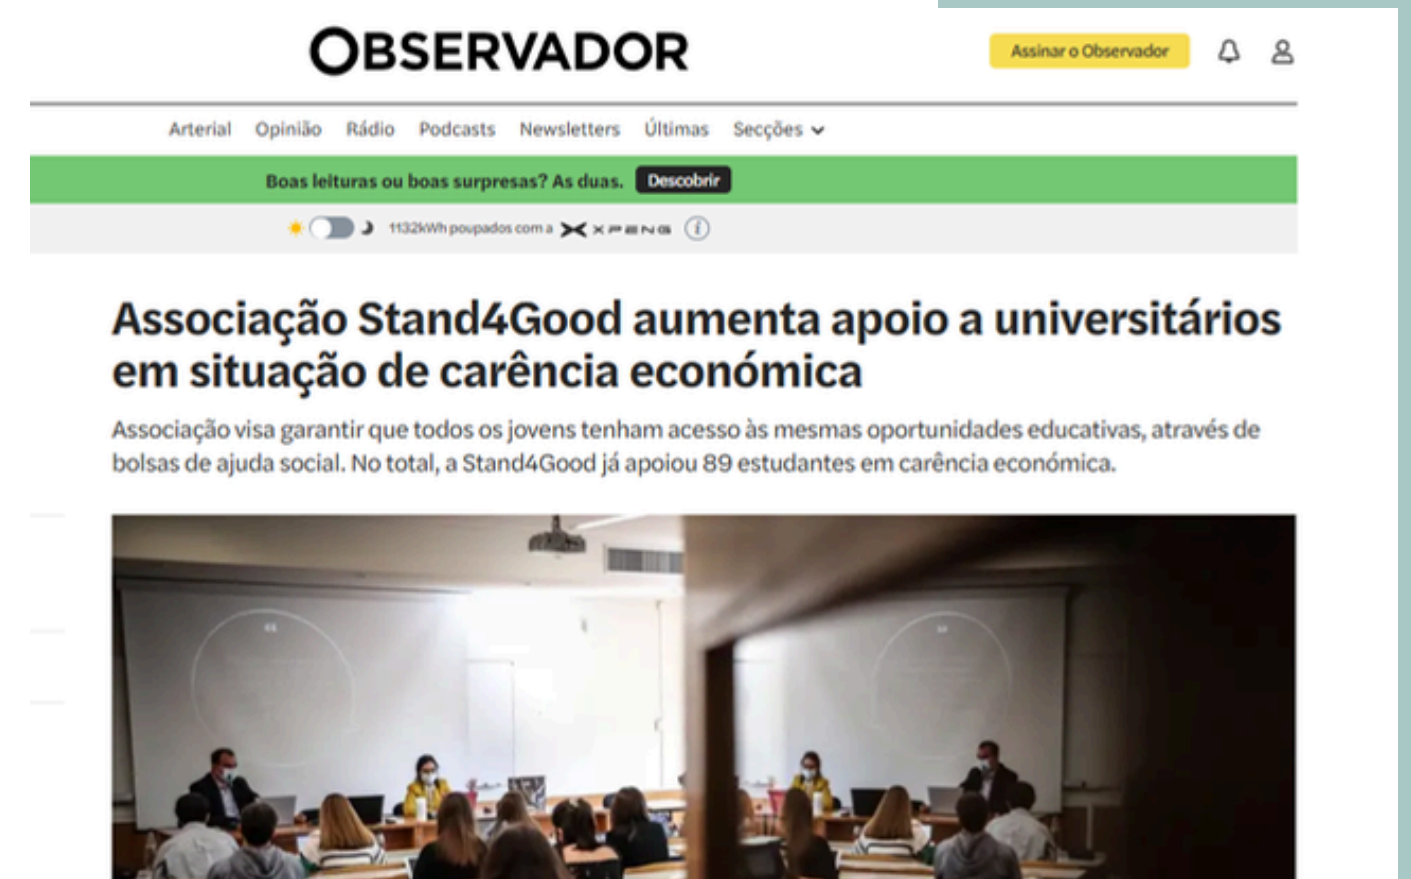 OBSERVADOR
Assinar o Observador
Arterial Opinião Rádio Podcasts Newsletters Últimas Secções
Boas leituras ou boas surpresas? As duas. Descobrir
1132kWh poupados com a XPENG i
Associação Stand4Good aumenta apoio a universitários
em situação de carência económica
Associação visa garantir que todos os jovens tenham acesso às mesmas oportunidades educativas, através de
bolsas de ajuda social. No total, a Stand4Good já apoiou 89 estudantes em carência económica.